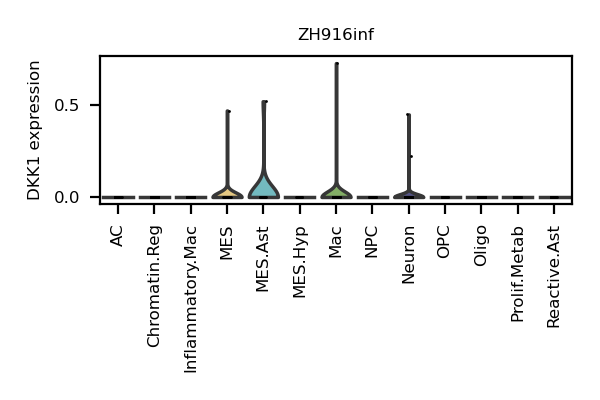 ZH916inf
DKK1 expression
0.5
0.0
AC
Chromatin.Reg
Inflammatory.Mac
MES
MES.Ast
MES.Hyp
Mac
NPC
Neuron
OPC
Oligo
Prolif.Metab
Reactive.Ast